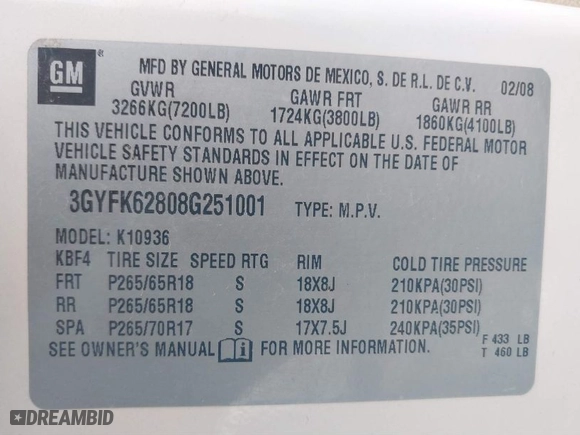 GM ®
MFD BY GENERAL MOTORS DE MEXICO, S. DE R.L. DE C.V. 02/08
GVWR GAWR FRT GAWR RR
3266KG(7200LB) 1724KG(3800LB) 1860KG(4100LB)
THIS VEHICLE CONFORMS TO ALL APPLICABLE U.S. FEDERAL MOTOR
VEHICLE SAFETY STANDARDS IN EFFECT ON THE DATE OF
MANUFACTURE SHOWN ABOVE.
3GYFK62808G251001 TYPE: M.P.V.
MODEL: K10936
KBF4 TIRE SIZE SPEED RTG RIM COLD TIRE PRESSURE
FRT P265/65R18 S 18X8J 210KPA(30PSI)
RR P265/65R18 S 18X8J 210KPA(30PSI)
SPA P265/70R17 S 17X7.5J 240KPA(35PSI) F 433 LB
SEE OWNER'S MANUAL i FOR MORE INFORMATION. T 460 LB
DREAMBID